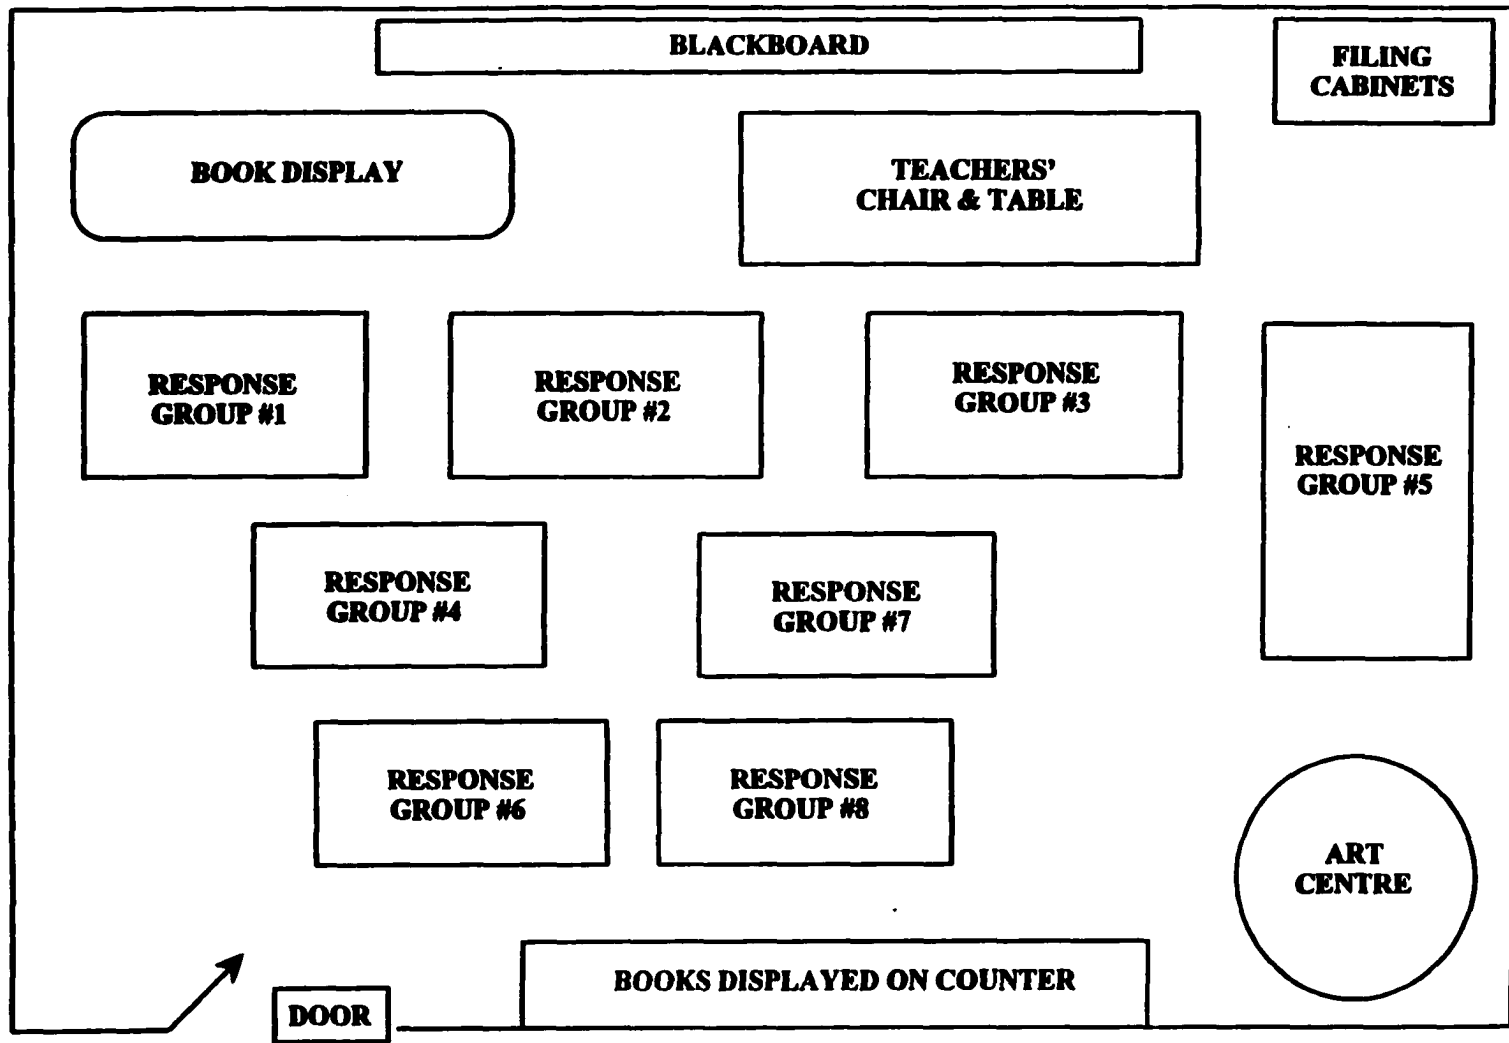 BLACKBOARD
FILING
CABINETS
BOOK DISPLAY
TEACHERS'
CHAIR & TABLE
RESPONSE
GROUP #1
RESPONSE
GROUP #2
RESPONSE
GROUP #3
RESPONSE
GROUP #5
RESPONSE
GROUP #4
RESPONSE
GROUP #7
RESPONSE
GROUP #6
RESPONSE
GROUP #8
ART
CENTRE
BOOKS DISPLAYED ON COUNTER
DOOR